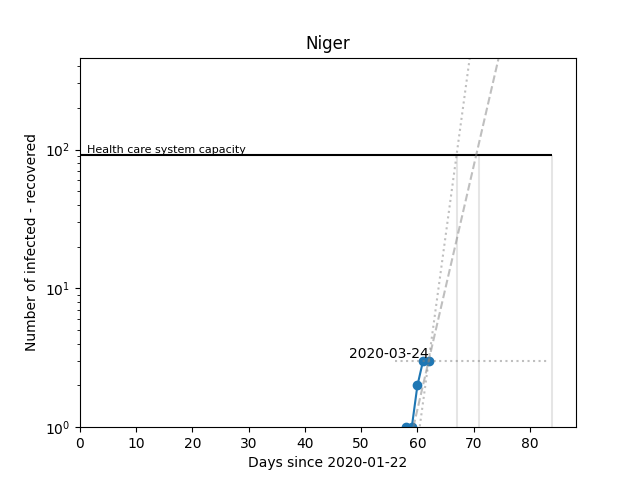 Niger
Number of infected - recovered
10²
10¹
10⁰
Health care system capacity
2020-03-24
0 10 20 30 40 50 60 70 80
Days since 2020-01-22